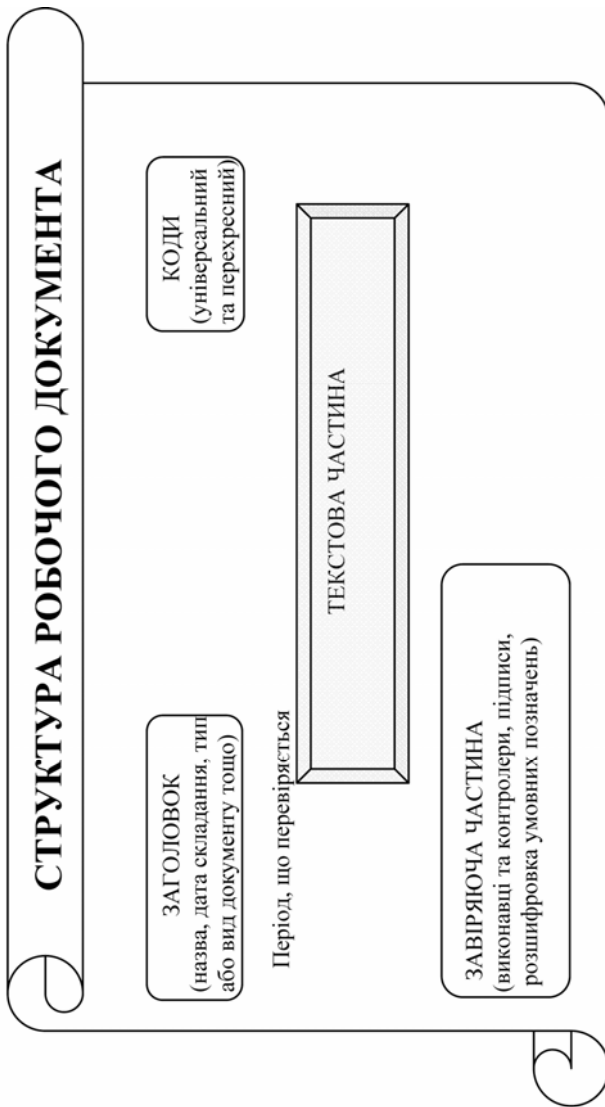 СТРУКТУРА РОБОЧОГО ДОКУМЕНТА
ЗАГОЛОВОК
(назва, дата складання, тип
або вид документу тощо)
КОДИ
(універсальний
та перехресний)
Період, що перевіряється
ТЕКСТОВА ЧАСТИНА
ЗАВІРЯЮЧА ЧАСТИНА
(виконавці та контролери, підписи,
розшифровка умовних позначень)